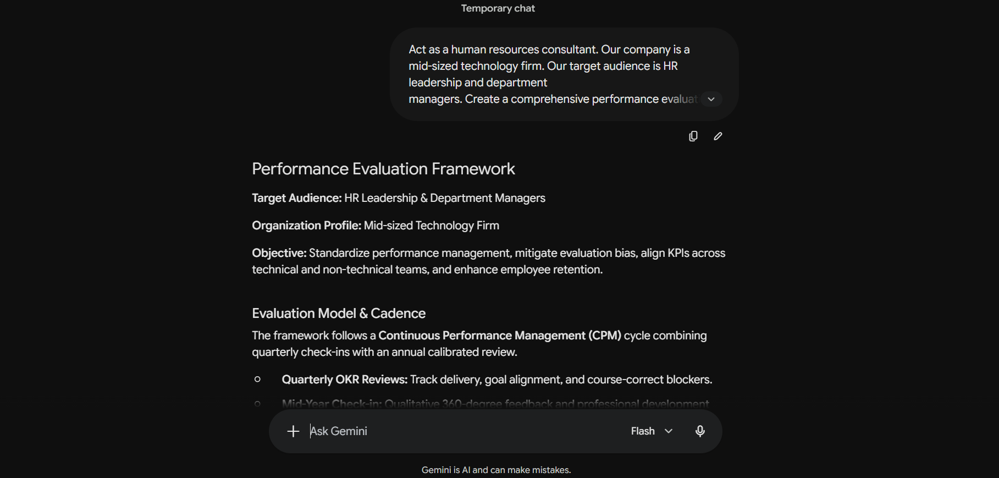 Temporary chat
Act as a human resources consultant. Our company is a
mid-sized technology firm. Our target audience is HR
leadership and department
managers. Create a comprehensive performance evaluat
Performance Evaluation Framework
Target Audience: HR Leadership & Department Managers
Organization Profile: Mid-sized Technology Firm
Objective: Standardize performance management, mitigate evaluation bias, align KPIs across
technical and non-technical teams, and enhance employee retention.
Evaluation Model & Cadence
The framework follows a Continuous Performance Management (CPM) cycle combining
quarterly check-ins with an annual calibrated review.
Quarterly OKR Reviews: Track delivery, goal alignment, and course-correct blockers.
Mid-Year Check-in: Qualitative 360-degree feedback and professional development
Ask Gemini
Flash
Gemini is AI and can make mistakes.